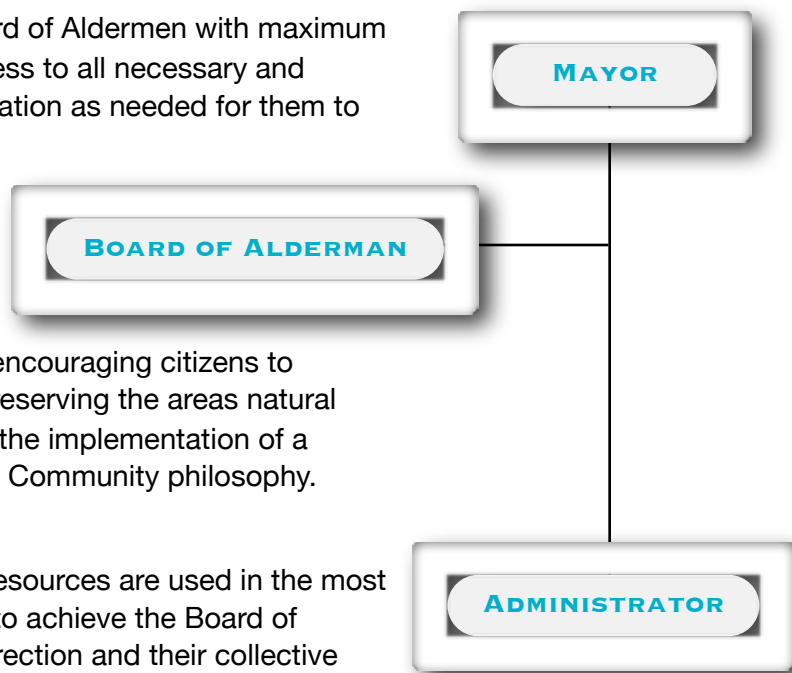 rd of Aldermen with maximum
ess to all necessary and
ation as needed for them to
MAYOR
BOARD OF ALDERMAN
encouraging citizens to
reserving the areas natural
the implementation of a
Community philosophy.
esources are used in the most
to achieve the Board of
rection and their collective
ADMINISTRATOR